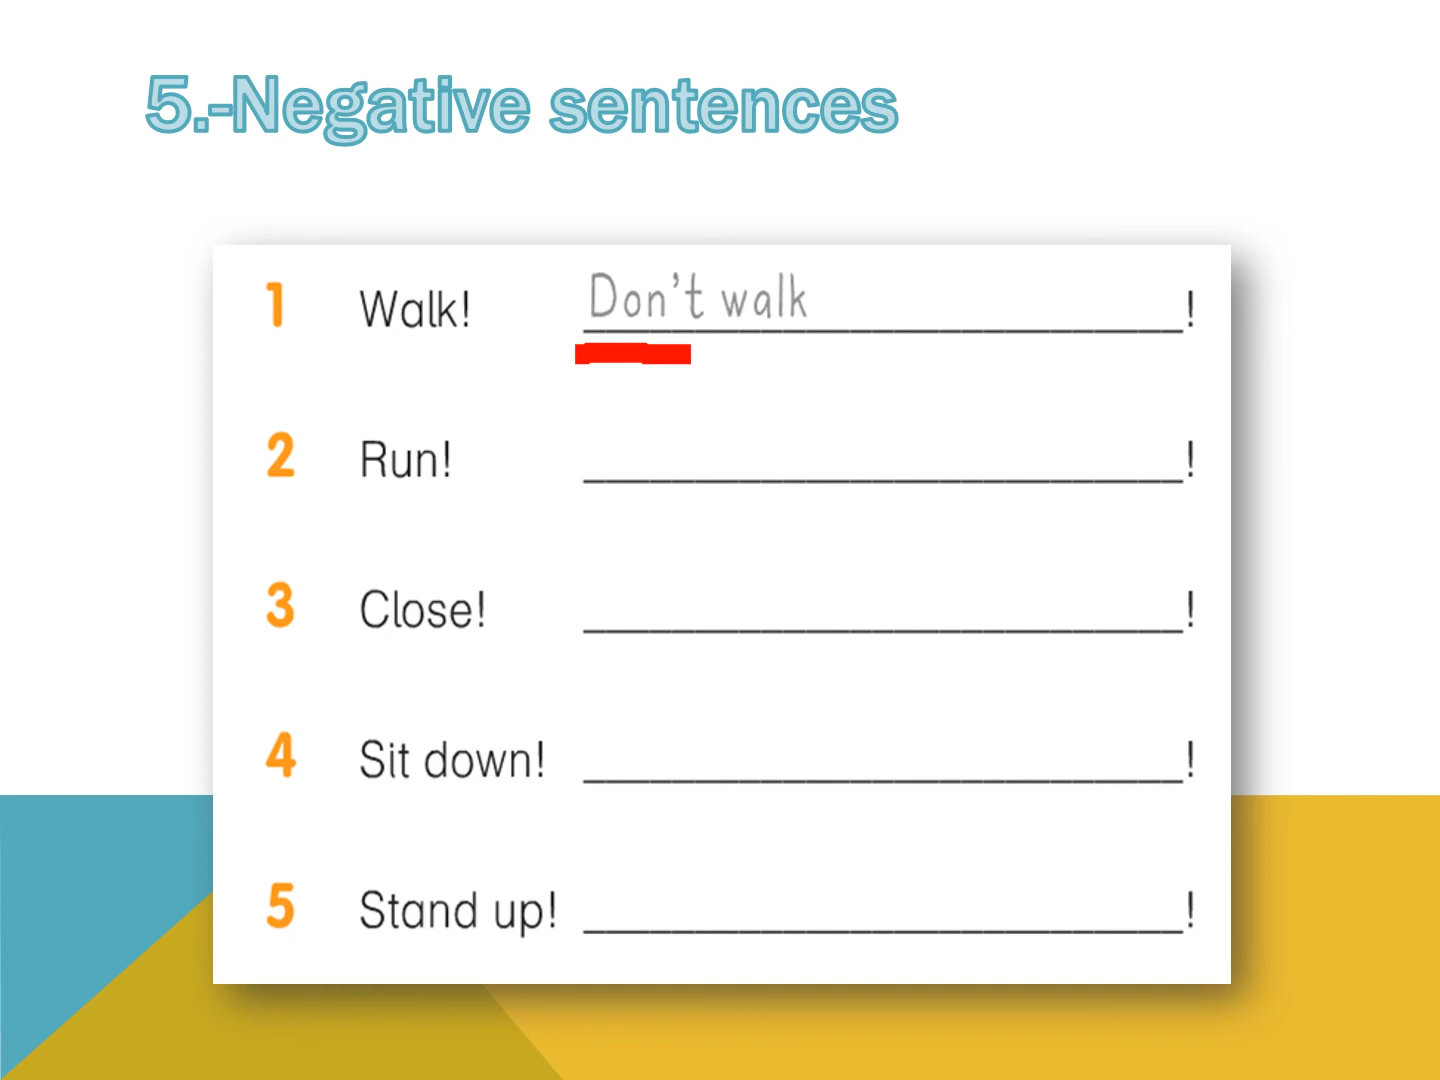 5.-Negative sentences
1 Walk! Don't walk!
2 Run! !
3 Close! !
4 Sit down! !
5 Stand up! !